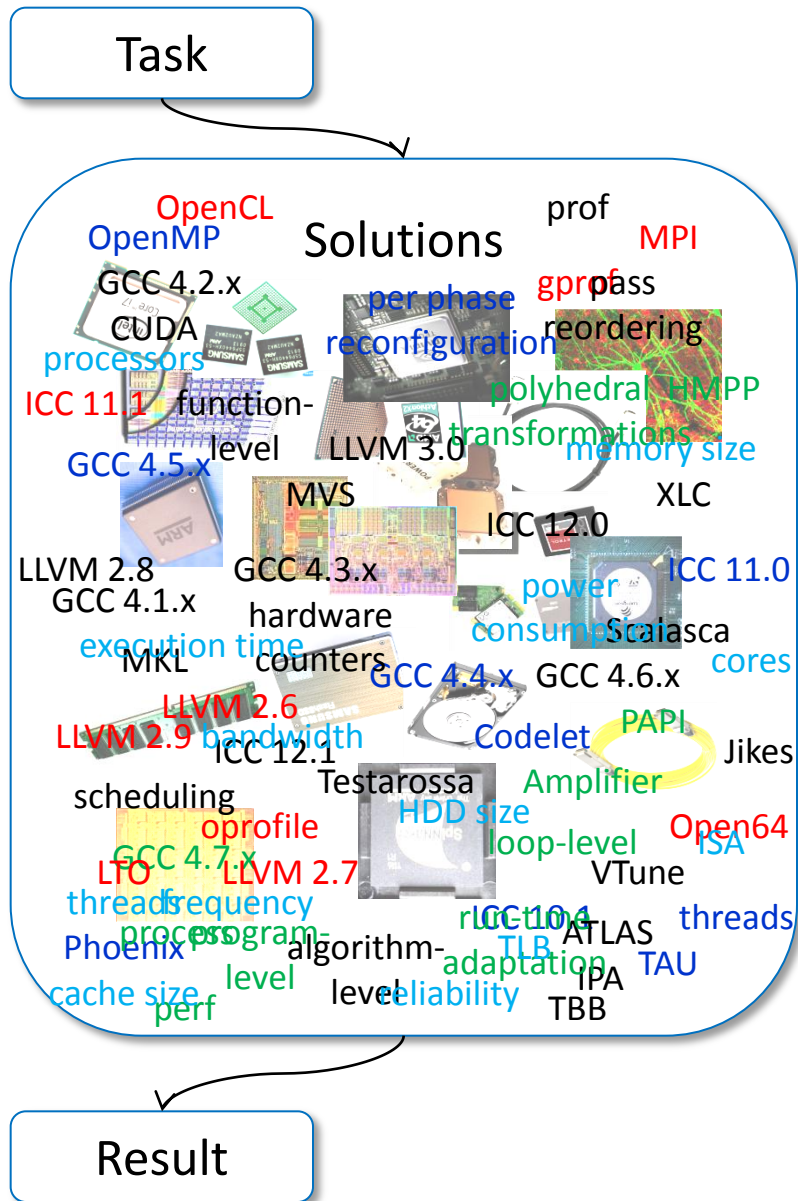 Task
OpenCL
prof
OpenMP
Solutions
MPI
GCC 4.2.x
per phase
reconfiguration
gprof
pass
reordering
CUDA
processors
ICC 11.1
function-
level
polyhedral
transformations
HMPP
LLVM 3.0
memory size
GCC 4.5.x
MVS
XLC
ICC 12.0
ARM
LLVM 2.8
GCC 4.3.x
power
consumption
ICC 11.0
GCC 4.1.x
hardware
counters
Scalasca
execution time
MKL
GCC 4.4.x
GCC 4.6.x
cores
LLVM 2.6
PAPI
LLVM 2.9
bandwidth
ICC 12.1
Codelet
Jikes
Testarossa
Amplifier
scheduling
HDD size
oprofile
loop-level
Open64
ISA
GCC 4.7.x
LTO
LLVM 2.7
VTune
threads
frequency
ICC 10.1
run-time
adaptation
threads
process
program-
level
ATLAS
Phoenix
algorithm-
level
TLB
TAU
IPA
cache size
reliability
perf
TBB
Result